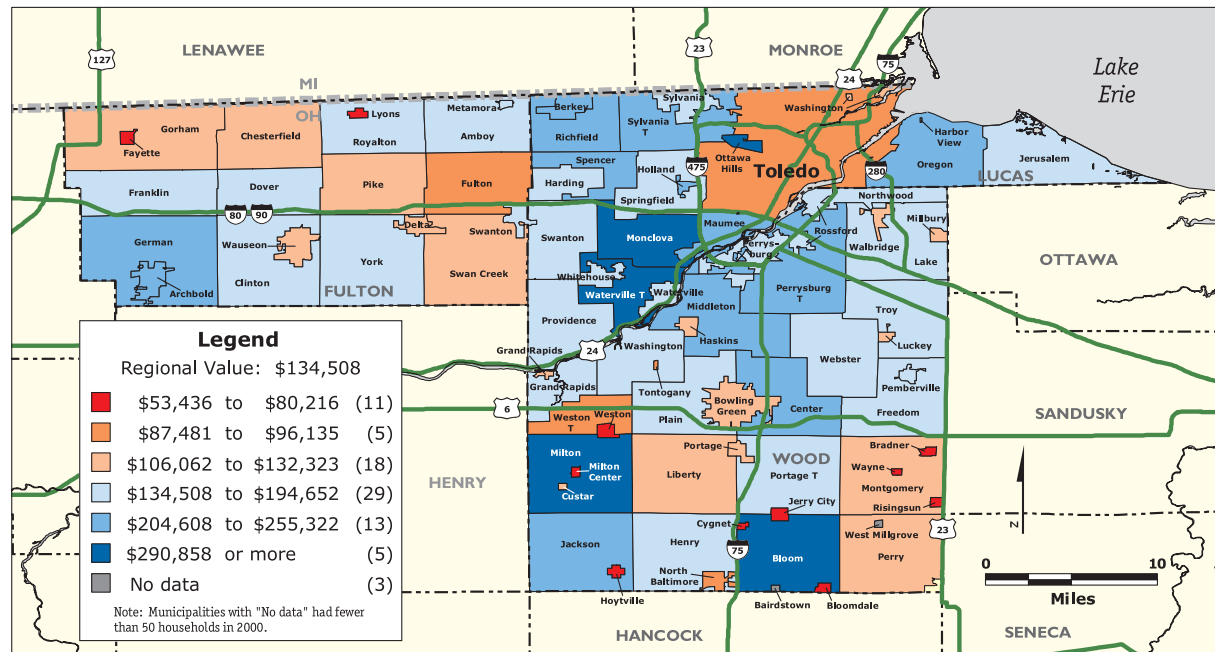 LENAWEE
MONROE
127
23
24
75
Lake
Erie
MI
OH
Metamora
Sylvania
Berkey
Washington
Lyons
Gorham
Chesterfield
Royalton
Amboy
Richfield
Sylvania
T
Harbor
View
Fayette
Ottawa
Hills
Oregon
Spencer
475
Toledo
Jerusalem
Franklin
Dover
Pike
Fulton
Harding
Holland
280
LUCAS
Springfield
Northwood
80
90
Maumee
Rossford
Millbury
German
Wauseon
Delta
Swanton
Swanton
Monclova
Perrys-
burg
Walbridge
Lake
OTTAWA
York
Swan Creek
Whitehouse
Archbold
Clinton
FULTON
Waterville T
Waterville
Middleton
Perrysburg
T
Troy
Providence
Legend
Regional Value: $134,508
$53,436 to $80,216 (11)
$87,481 to $96,135 (5)
$106,062 to $132,323 (18)
$134,508 to $194,652 (29)
$204,608 to $255,322 (13)
$290,858 or more (5)
No data (3)
Note: Municipalities with "No data" had fewer
than 50 households in 2000.
24
Washington
Haskins
Luckey
Grand Rapids
Webster
Grand Rapids
T
Tontogany
Pemberville
6
Bowling
Green
Center
Freedom
SANDUSKY
Weston
T
Weston
Plain
Bradner
Milton
Portage
WOOD
Wayne
HENRY
Milton
Center
Liberty
Portage T
Montgomery
Custar
Jerry City
Risingsun
Cygnet
23
N
West Millgrove
Jackson
Henry
75
Bloom
Perry
0
10
Miles
North
Baltimore
Hoytville
Bairdstown
Bloomdale
HANCOCK
SENECA